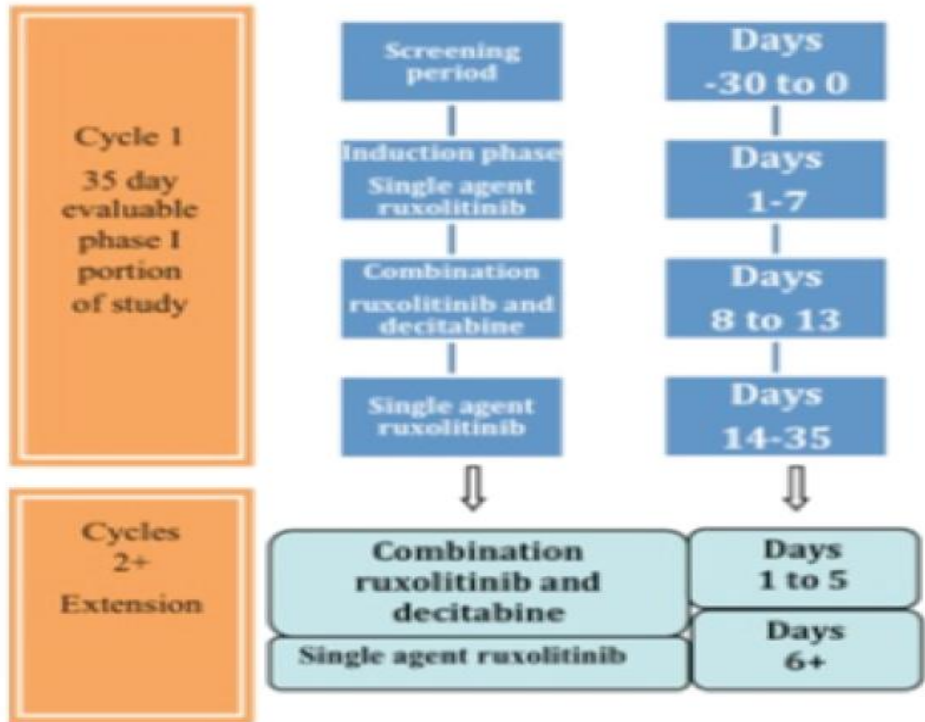 Cycle 1
35 day
evaluable
phase I
portion
of study
Screening
period
Days
-30 to 0
Induction phase
Single agent
ruxolitinib
Days
1-7
Combination
ruxolitinib and
decitabine
Days
8 to 13
Single agent
ruxolitinib
Days
14-35
Cycles
2+
Extension
Combination
ruxolitinib and
decitabine
Days
1 to 5
Single agent ruxolitinib
Days
6+